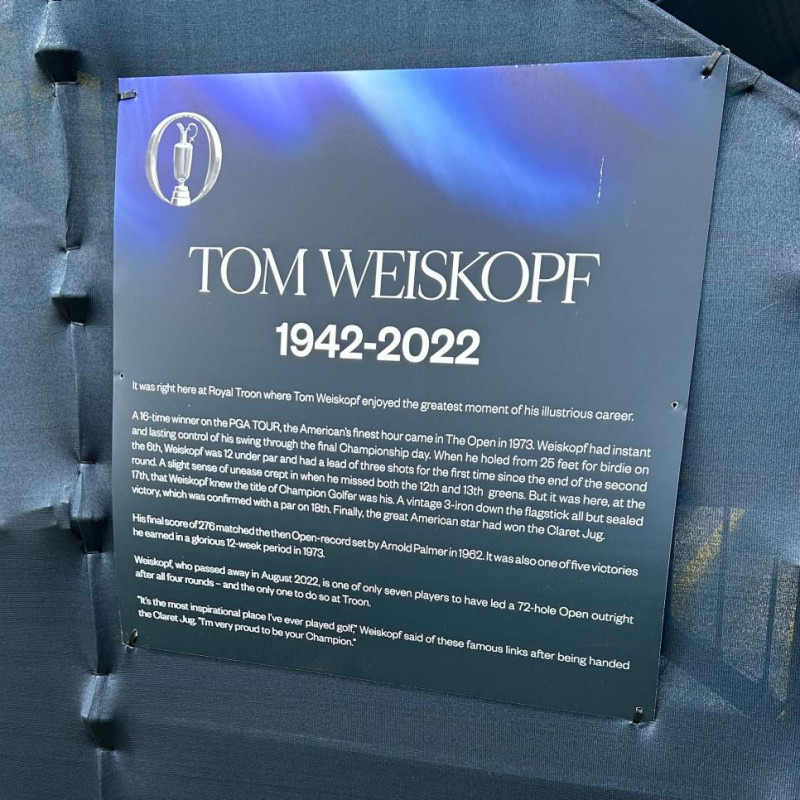 TOM WEISKOPF
1942-2022
It was right here at Royal Troon where Tom Weiskopf enjoyed the greatest moment of his illustrious career.
A 16-time winner on the PGA TOUR, the American's finest hour came in The Open in 1973. Weiskopf had instant
and lasting control of his swing through the final Championship day. When he holed from 25 feet for birdie on
the 6th, Weiskopf was 12 under par and had a lead of three shots for the first time since the end of the second
round. A slight sense of unease crept in when he missed both the 12th and 13th greens. But it was here, at the
17th, that Weiskopf knew the title of Champion Golfer was his. A vintage 3-iron down the flagstick all but sealed
victory, which was confirmed with a par on 18th. Finally, the great American star had won the Claret Jug.
His final score of 276 matched the then Open-record set by Arnold Palmer in 1962. It was also one of five victories
he earned in a glorious 12-week period in 1973.
Weiskopf, who passed away in August 2022, is one of only seven players to have led a 72-hole Open outright
after all four rounds – and the only one to do so at Troon.
"It's the most inspirational place I've ever played golf," Weiskopf said of these famous links after being handed
the Claret Jug. "I'm very proud to be your Champion."